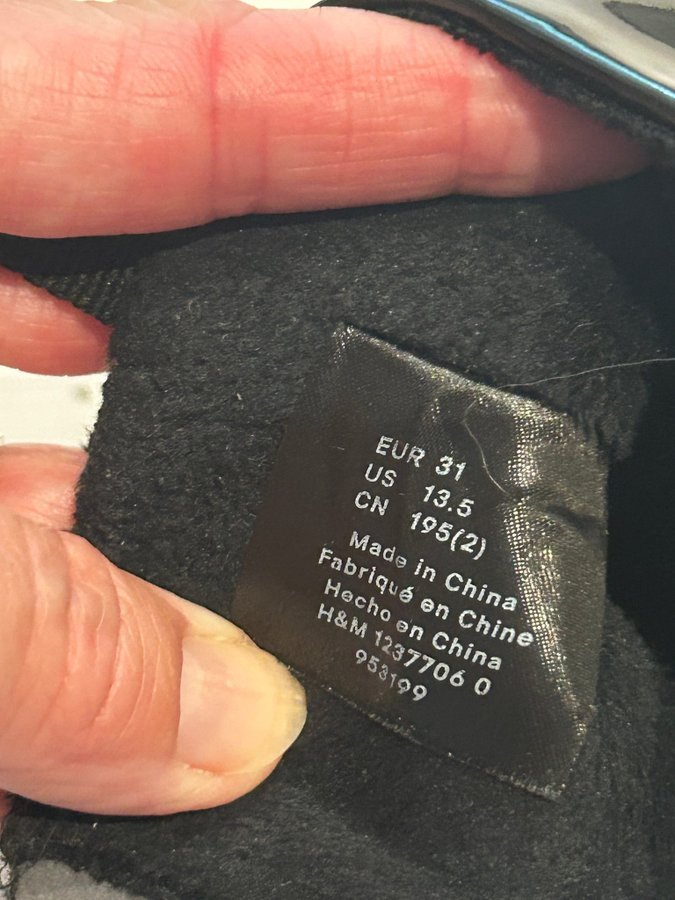 EUR 31
US 13.5
CN 195(2)
Made in China
Fabriqué en Chine
Hecho en China
H&M 1237706 0
953199